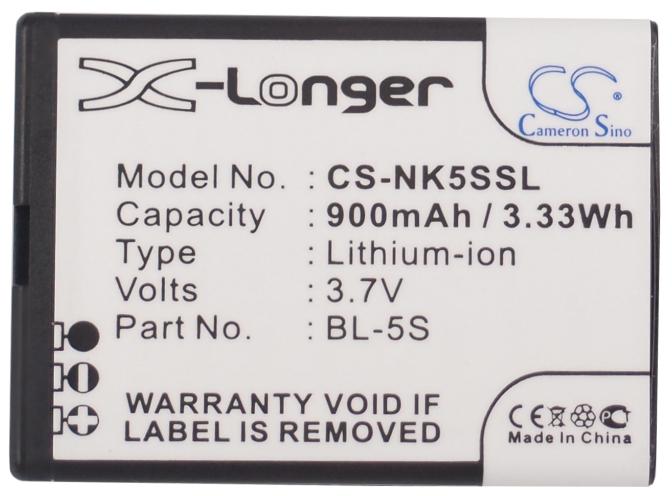 X-Longer
CS
Cameron Sino
Model No. : CS-NK5SSL
Capacity : 900mAh / 3.33Wh
Type : Lithium-ion
Volts : 3.7V
Part No. : BL-5S
WARRANTY VOID IF
LABEL IS REMOVED
CE
Made In China